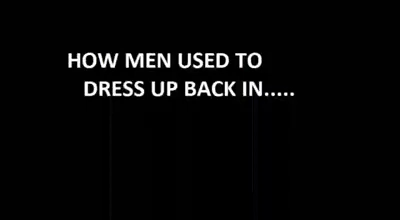 HOW MEN USED TO
DRESS UP BACK IN.....